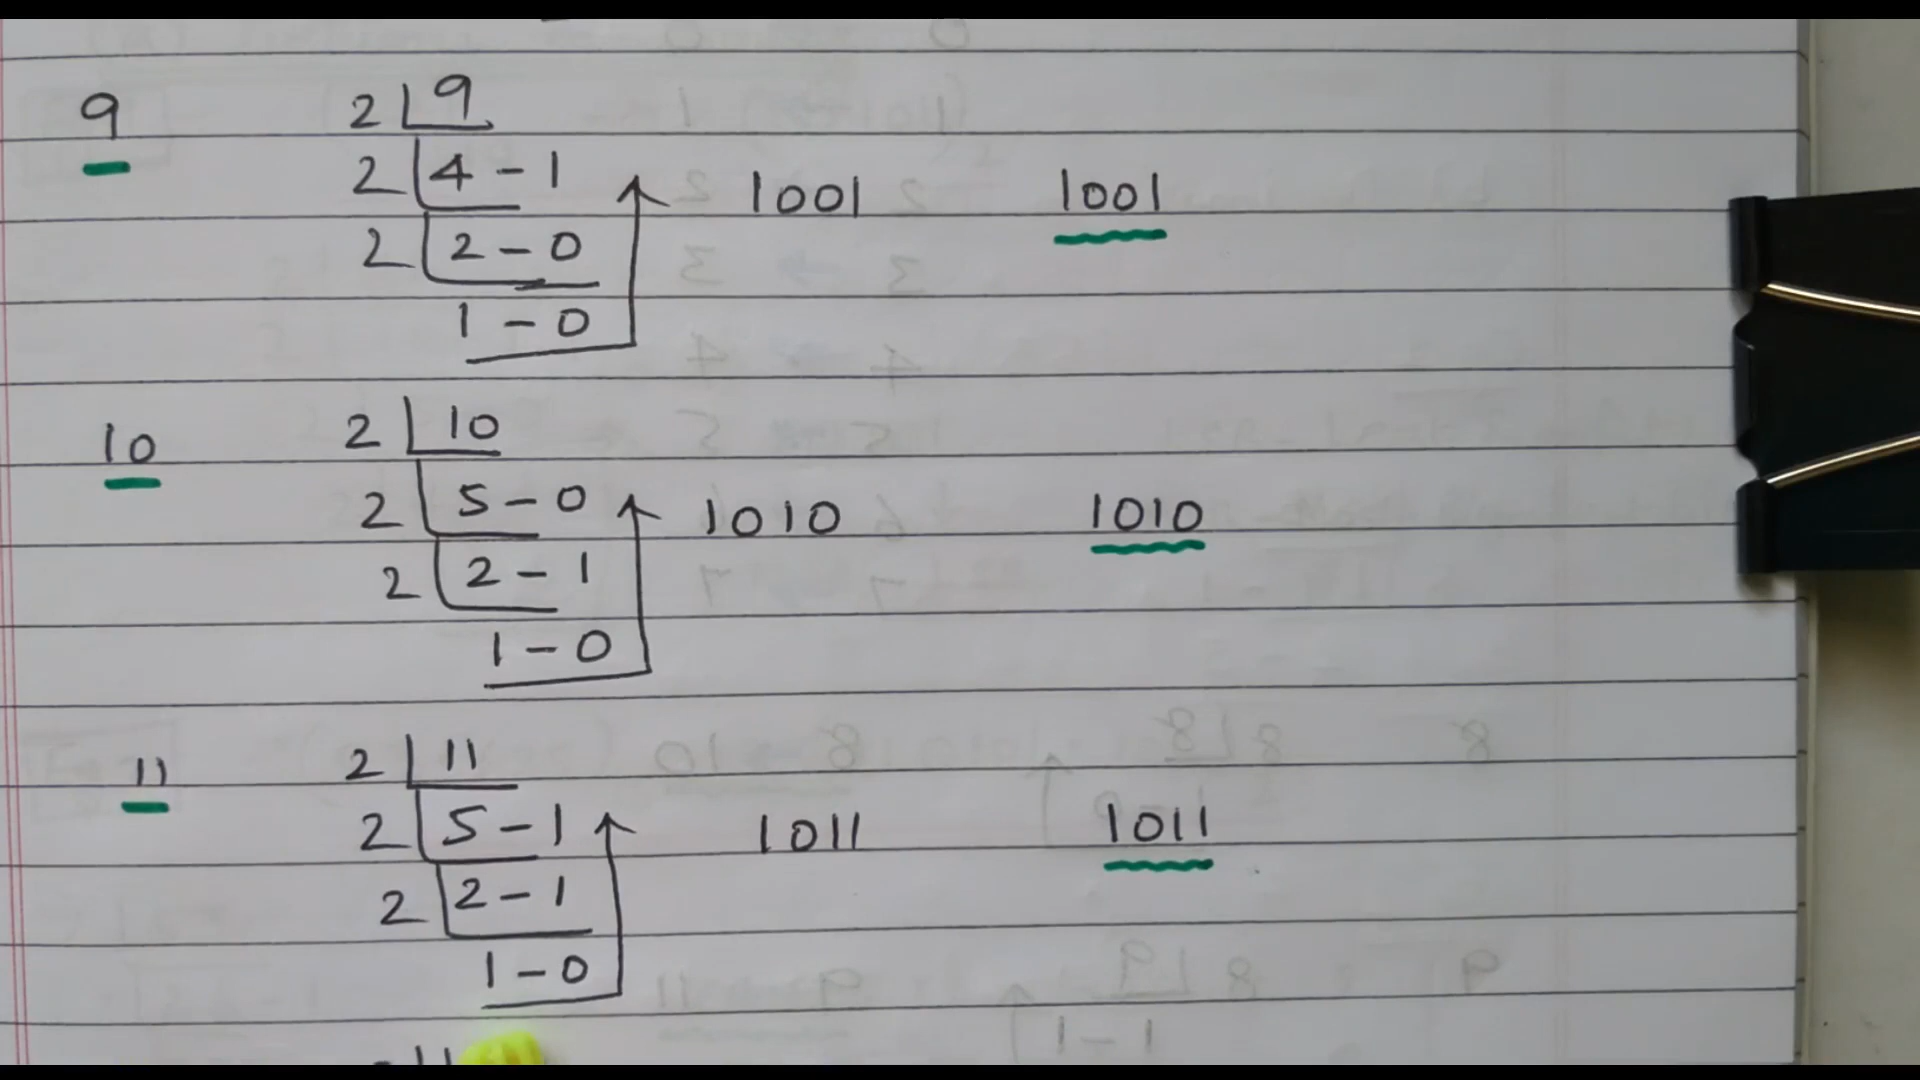 9 2 9
2 4 - 1 1001 1001
2 2 - 0
1 - 0
10 2 10
2 5 - 0 1010 1010
2 2 - 1
1 - 0
11 2 11
2 5 - 1 1011 1011
2 2 - 1
1 - 0